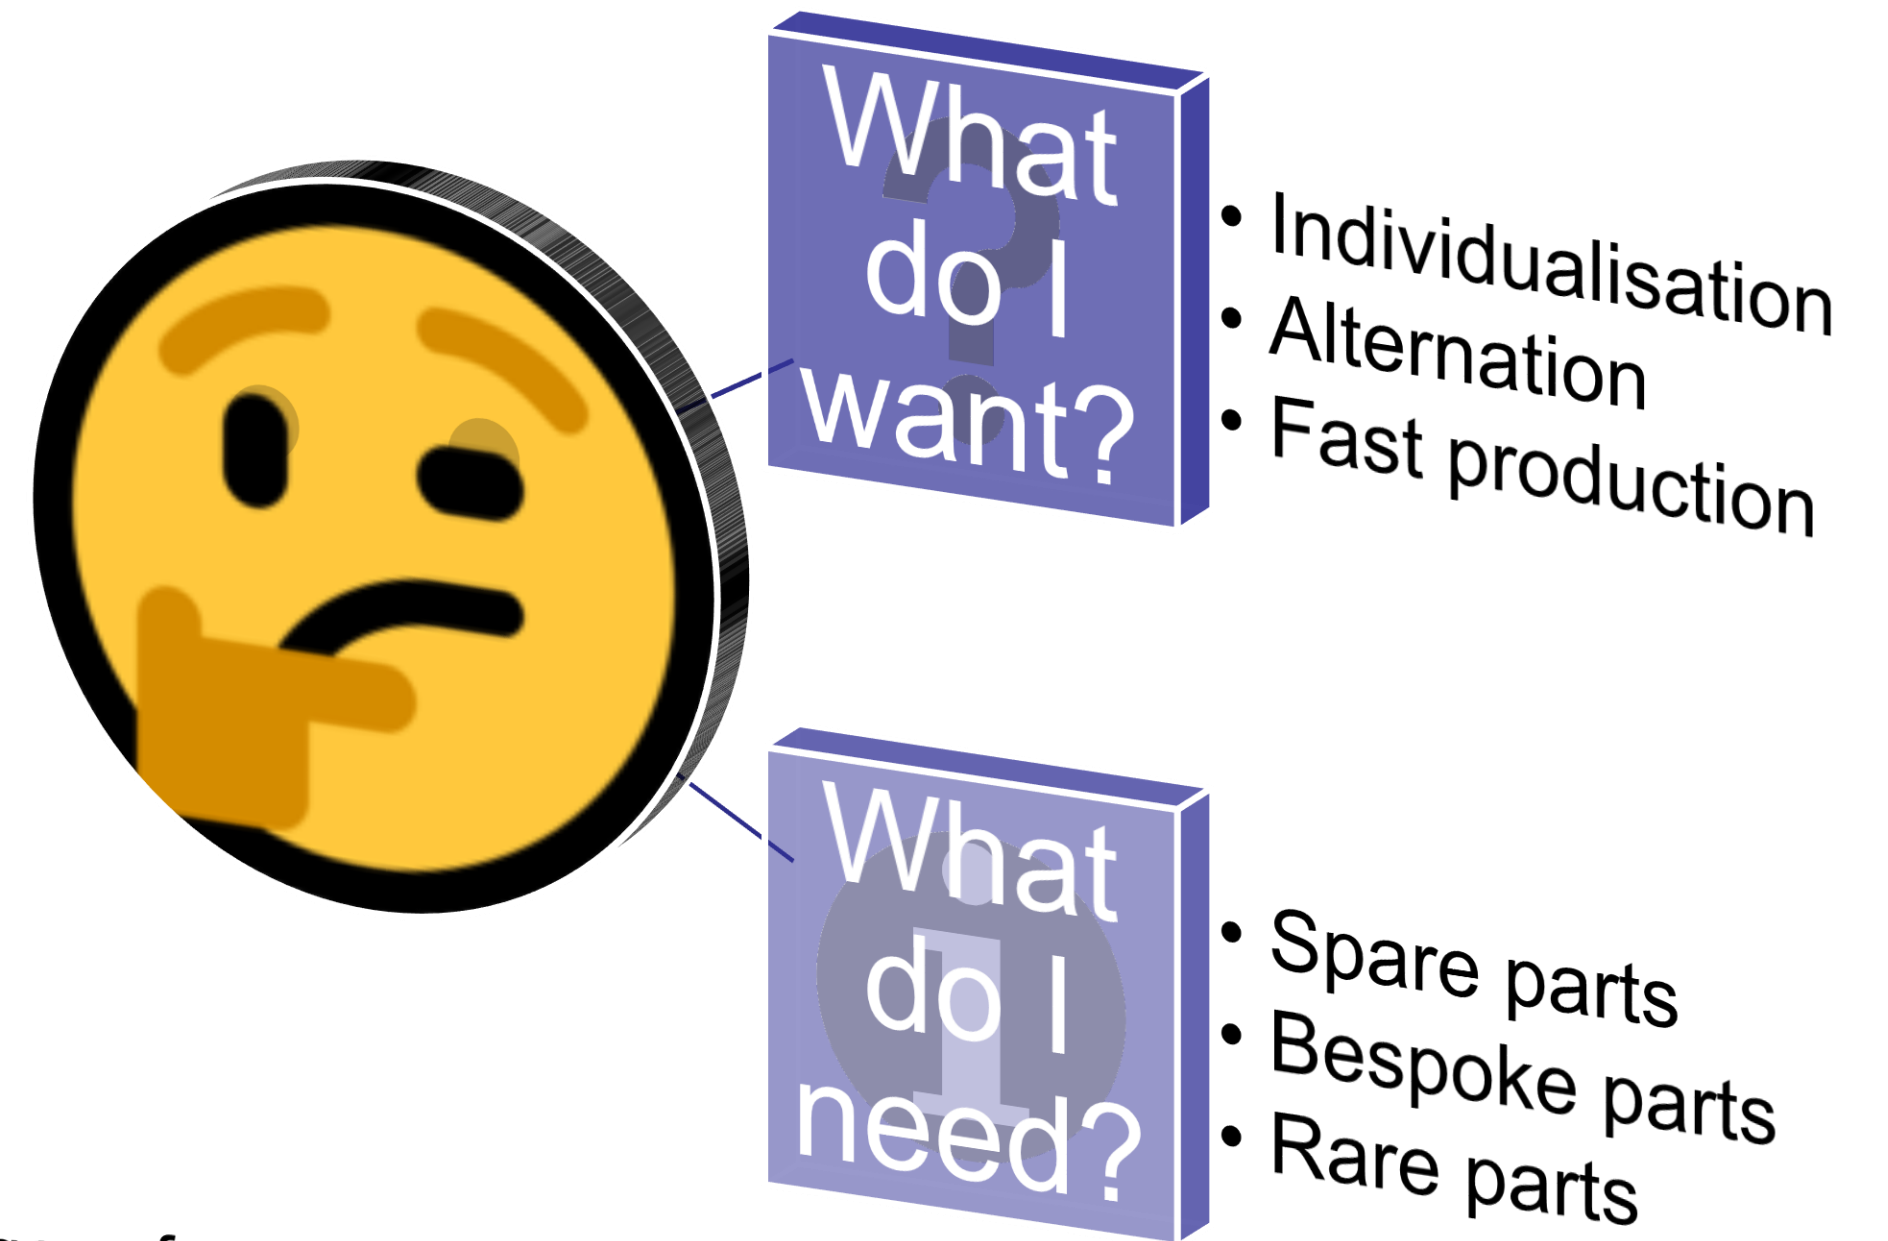 What
do I
want?
• Individualisation
• Alternation
• Fast production
What
do I
need?
• Spare parts
• Bespoke parts
• Rare parts